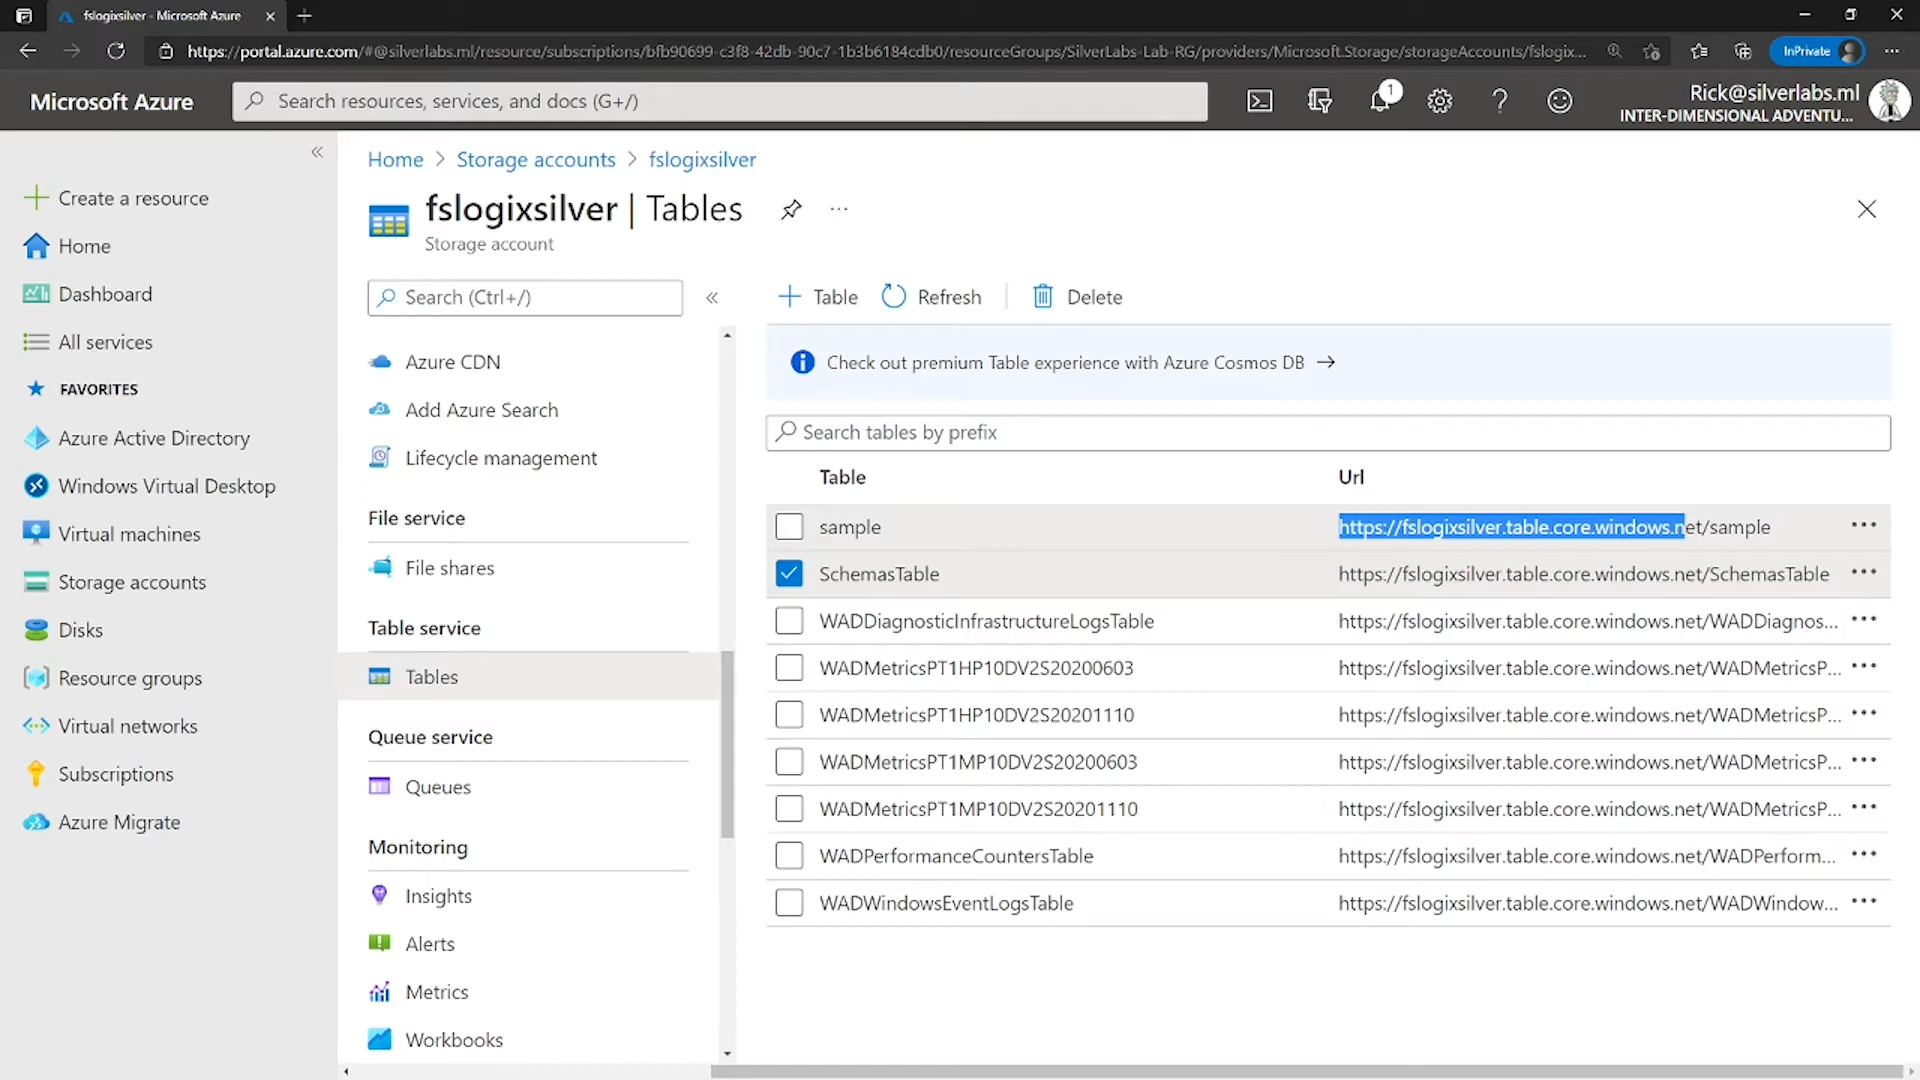 fslogixsilver - Microsoft Azure
https://portal.azure.com/#@silverlabs.ml/resource/subscriptions/bfb90699-c3f8-42db-90c7-1b3b6184cdb0/resourceGroups/SilverLabs-Lab-RG/providers/Microsoft.Storage/storageAccounts/fslogix...
InPrivate
Microsoft Azure
Search resources, services, and docs (G+/)
1
Rick@silverlabs.ml
INTER-DIMENSIONAL ADVENTU...
Create a resource
Home
Dashboard
All services
FAVORITES
Azure Active Directory
Windows Virtual Desktop
Virtual machines
Storage accounts
Disks
Resource groups
Virtual networks
Subscriptions
Azure Migrate
Home > Storage accounts > fslogixsilver
fslogixsilver | Tables
Storage account
Search (Ctrl+/)
Azure CDN
Add Azure Search
Lifecycle management
File service
File shares
Table service
Tables
Queue service
Queues
Monitoring
Insights
Alerts
Metrics
Workbooks
Table Refresh Delete
Check out premium Table experience with Azure Cosmos DB →
Search tables by prefix
Table Url
sample https://fslogixsilver.table.core.windows.net/sample
SchemasTable https://fslogixsilver.table.core.windows.net/SchemasTable
WADDiagnosticInfrastructureLogsTable https://fslogixsilver.table.core.windows.net/WADDiagnos...
WADMetricsPT1HP10DV2S20200603 https://fslogixsilver.table.core.windows.net/WADMetricsP...
WADMetricsPT1HP10DV2S20201110 https://fslogixsilver.table.core.windows.net/WADMetricsP...
WADMetricsPT1MP10DV2S20200603 https://fslogixsilver.table.core.windows.net/WADMetricsP...
WADMetricsPT1MP10DV2S20201110 https://fslogixsilver.table.core.windows.net/WADMetricsP...
WADPerformanceCountersTable https://fslogixsilver.table.core.windows.net/WADPerform...
WADWindowsEventLogsTable https://fslogixsilver.table.core.windows.net/WADWindow...